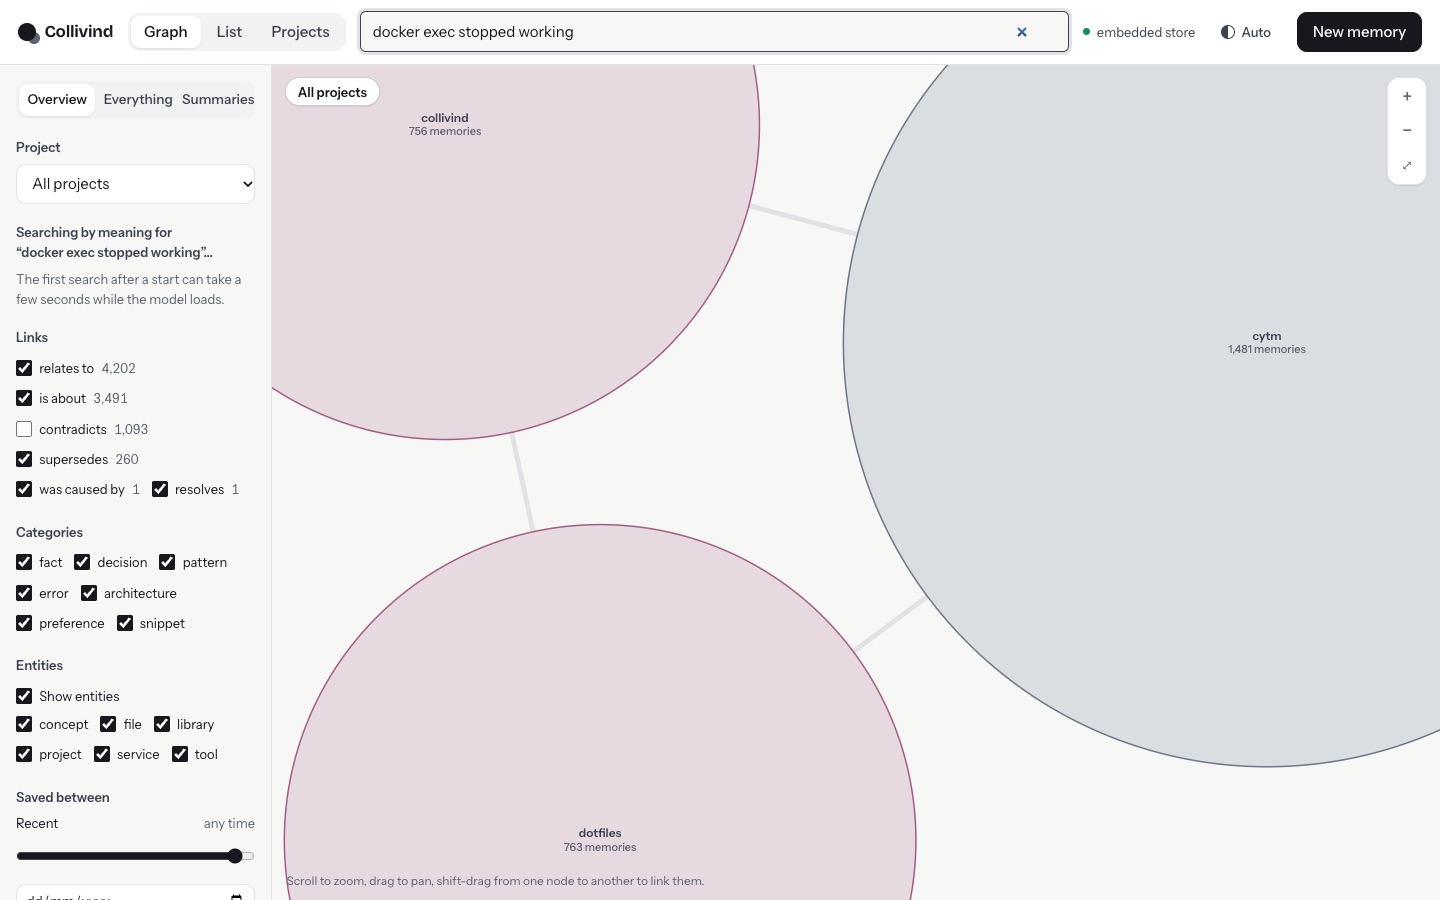 Collivind
Graph
List
Projects
docker exec stopped working
embedded store
Auto
New memory
Overview
Everything
Summaries
Project
All projects
Searching by meaning for
“docker exec stopped working”…
The first search after a start can take a
few seconds while the model loads.
Links
relates to 4,202
is about 3,491
contradicts 1,093
supersedes 260
was caused by 1 resolves 1
Categories
fact decision pattern
error architecture
preference snippet
Entities
Show entities
concept file library
project service tool
Saved between
Recent any time
dd/mm/yyyy
All projects
collivind
756 memories
cytm
1,481 memories
dotfiles
763 memories
Scroll to zoom, drag to pan, shift-drag from one node to another to link them.
+
−